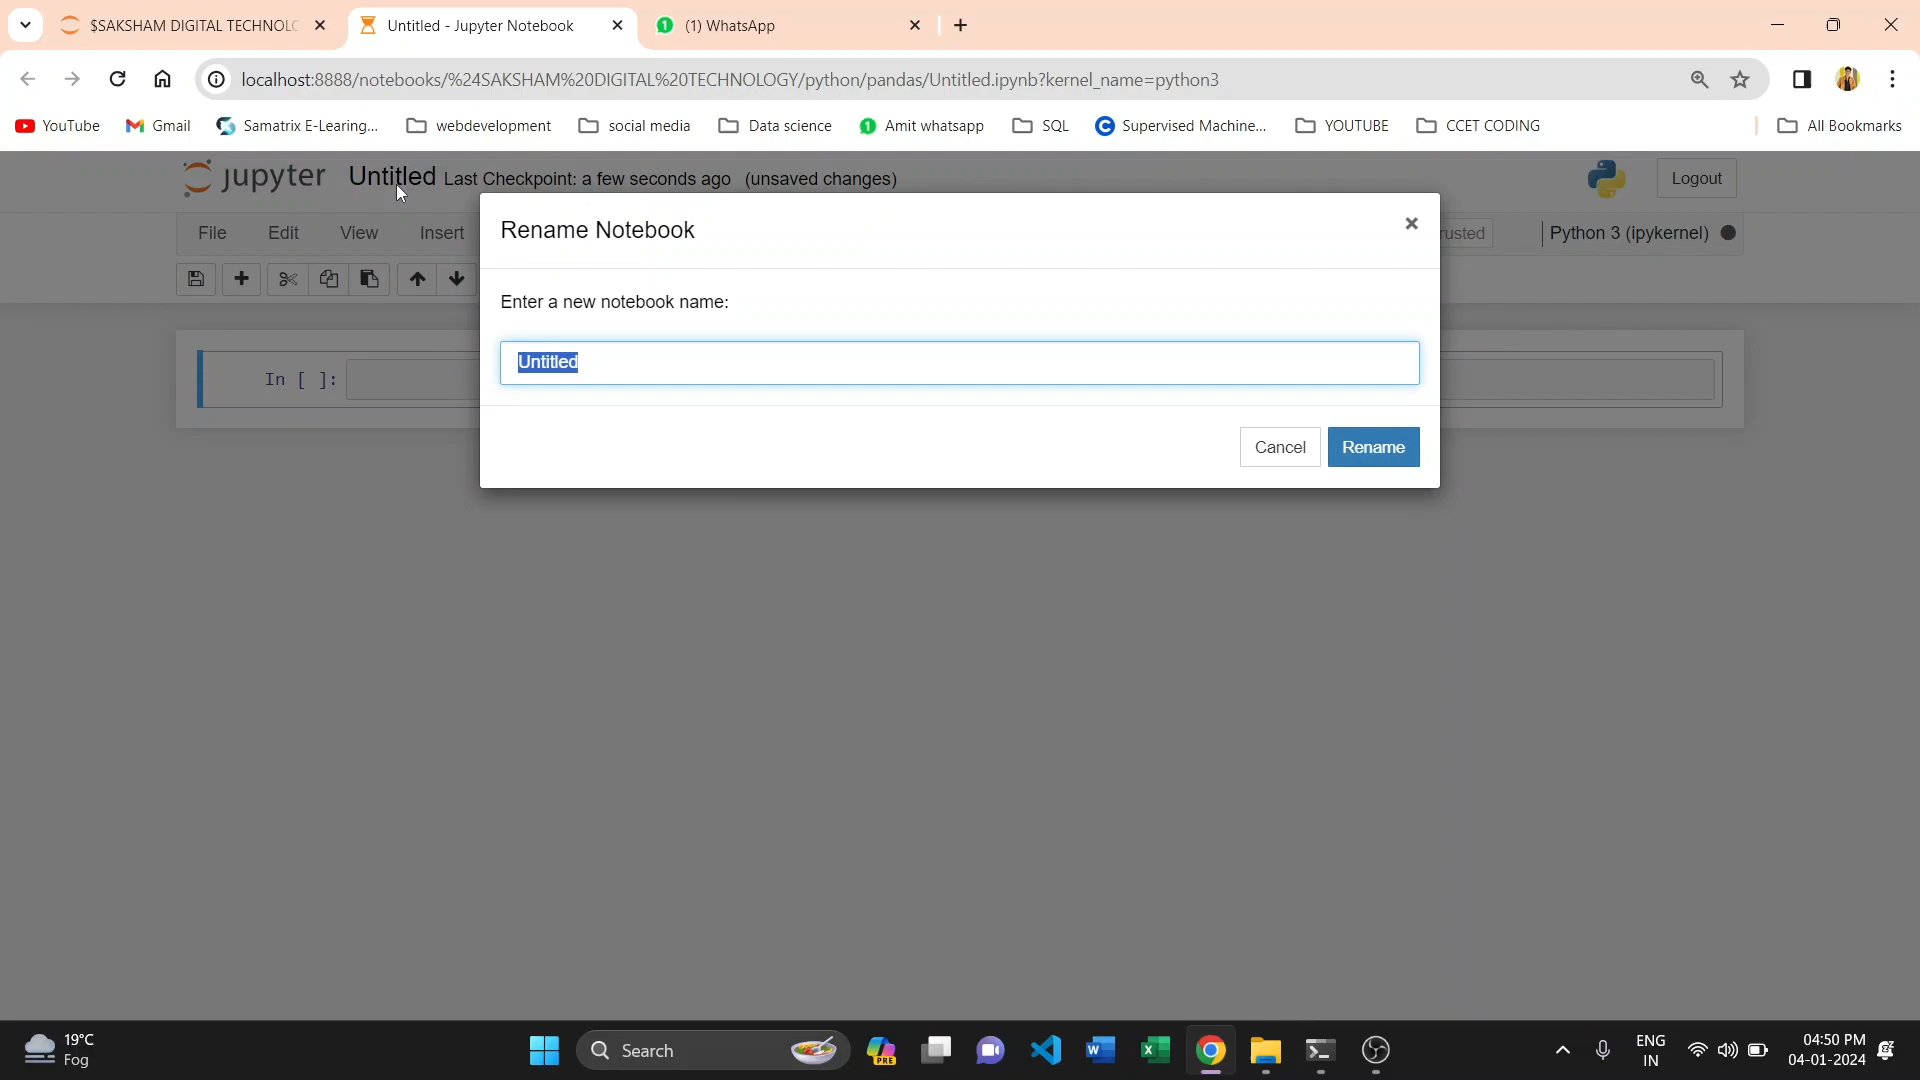 $SAKSHAM DIGITAL TECHNOLO
Untitled - Jupyter Notebook
(1) WhatsApp
localhost:8888/notebooks/%24SAKSHAM%20DIGITAL%20TECHNOLOGY/python/pandas/Untitled.ipynb?kernel_name=python3
YouTube
Gmail
Samatrix E-Learing...
webdevelopment
social media
Data science
Amit whatsapp
SQL
Supervised Machine...
YOUTUBE
CCET CODING
All Bookmarks
jupyter Untitled Last Checkpoint: a few seconds ago (unsaved changes)
Logout
File Edit View Insert
rusted
Python 3 (ipykernel)
Rename Notebook
Enter a new notebook name:
In [ ]:
Untitled
Cancel
Rename
19°C
Fog
Search
PRE
ENG
IN
04:50 PM
04-01-2024